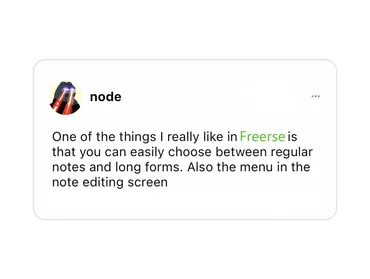 node
One of the things I really like in Freerse is
that you can easily choose between regular
notes and long forms. Also the menu in the
note editing screen